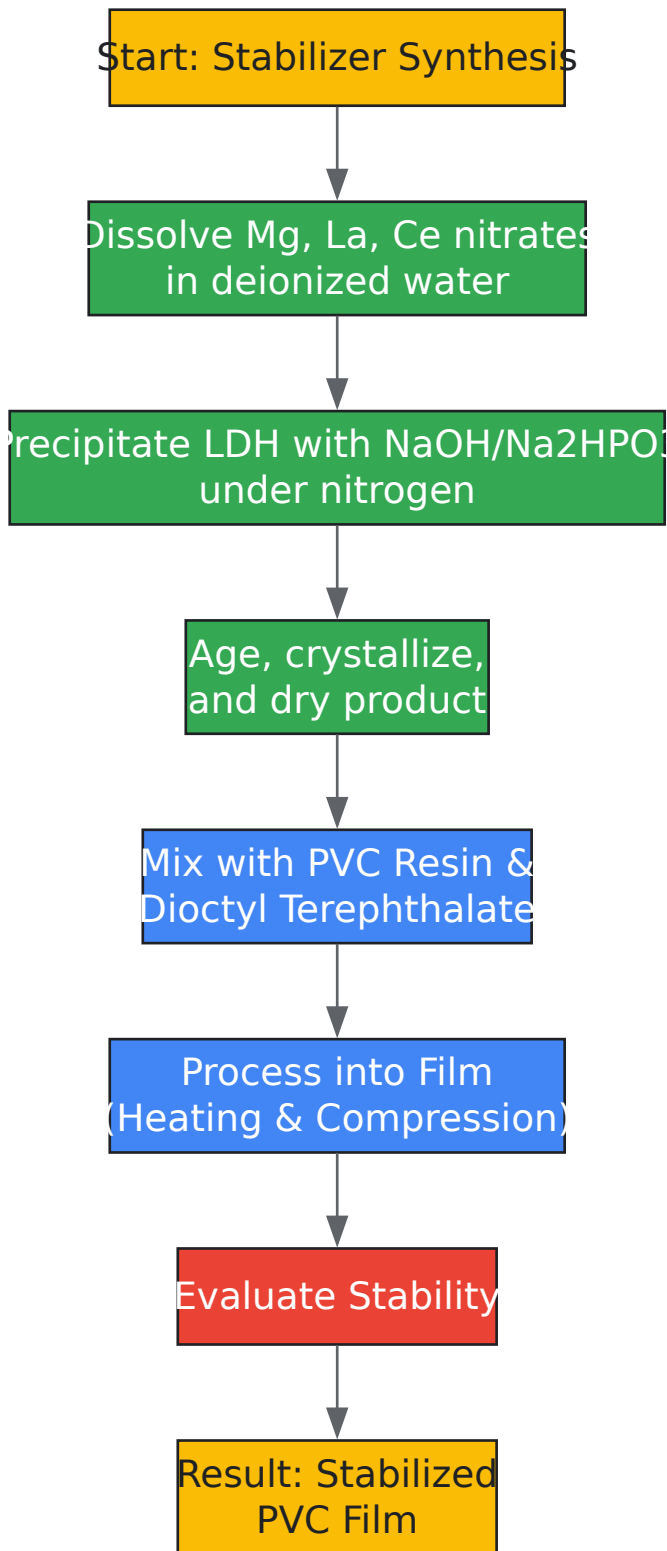 Start: Stabilizer Synthesis
Dissolve Mg, La, Ce nitrates
in deionized water
Precipitate LDH with NaOH/Na2HPO3
under nitrogen
Age, crystallize,
and dry product
Mix with PVC Resin &
Dioctyl Terephthalate
Process into Film
(Heating & Compression)
Evaluate Stability
Result: Stabilized
PVC Film